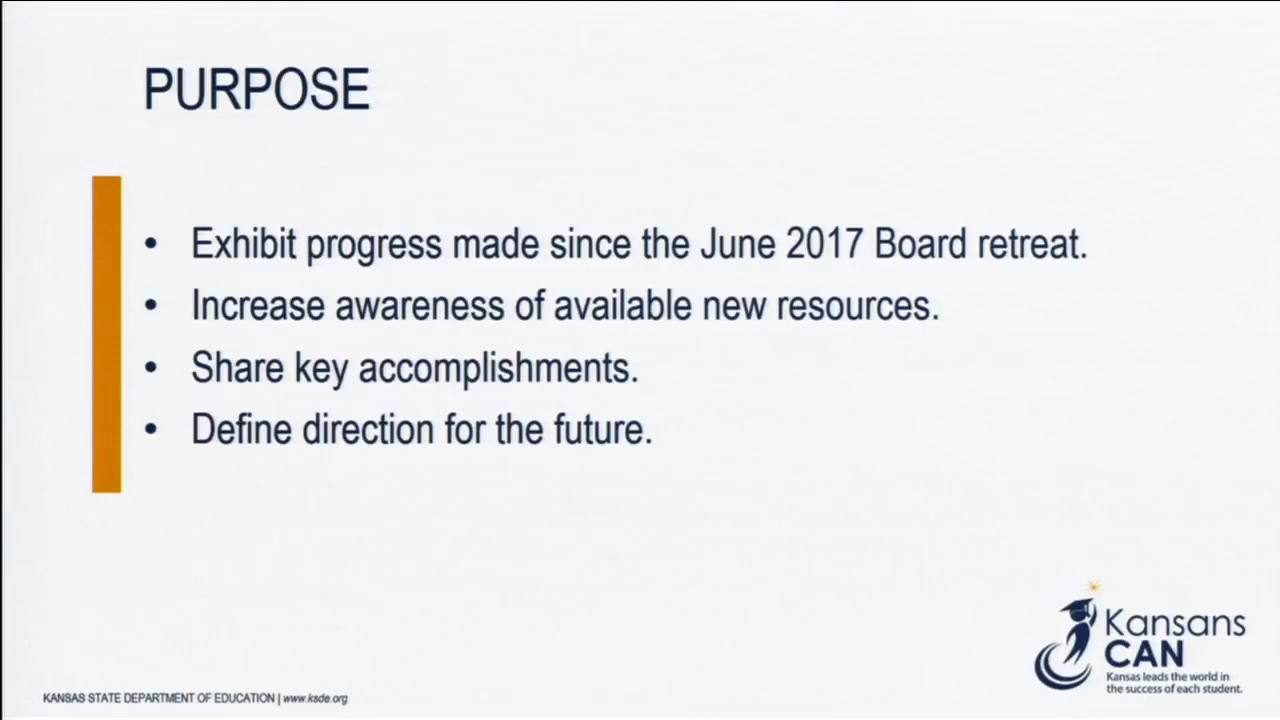 PURPOSE
• Exhibit progress made since the June 2017 Board retreat.
• Increase awareness of available new resources.
• Share key accomplishments.
• Define direction for the future.
Kansans
CAN
Kansas leads the world in
the success of each student.
KANSAS STATE DEPARTMENT OF EDUCATION | www.ksde.org